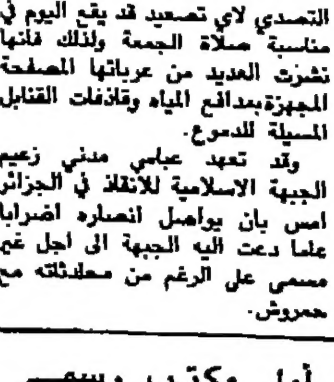 التصدي لاي تصعيد قد يقع اليوم في
مناسبة صلاة الجمعة ولذلك فانها
نشرت العديد من عرباتها المصفحة
المجهزة بمدافع المياه وقاذفات القنابل
المسيلة للدموع.
وقد تعهد عباسي مدني زعيم
الجبهة الاسلامية للانقاذ في الجزائر
امس بان يواصل انصاره اضرابا
عاما دعت اليه الجبهة الى اجل غير
مسمى على الرغم من محادثاته مع
حمروش.